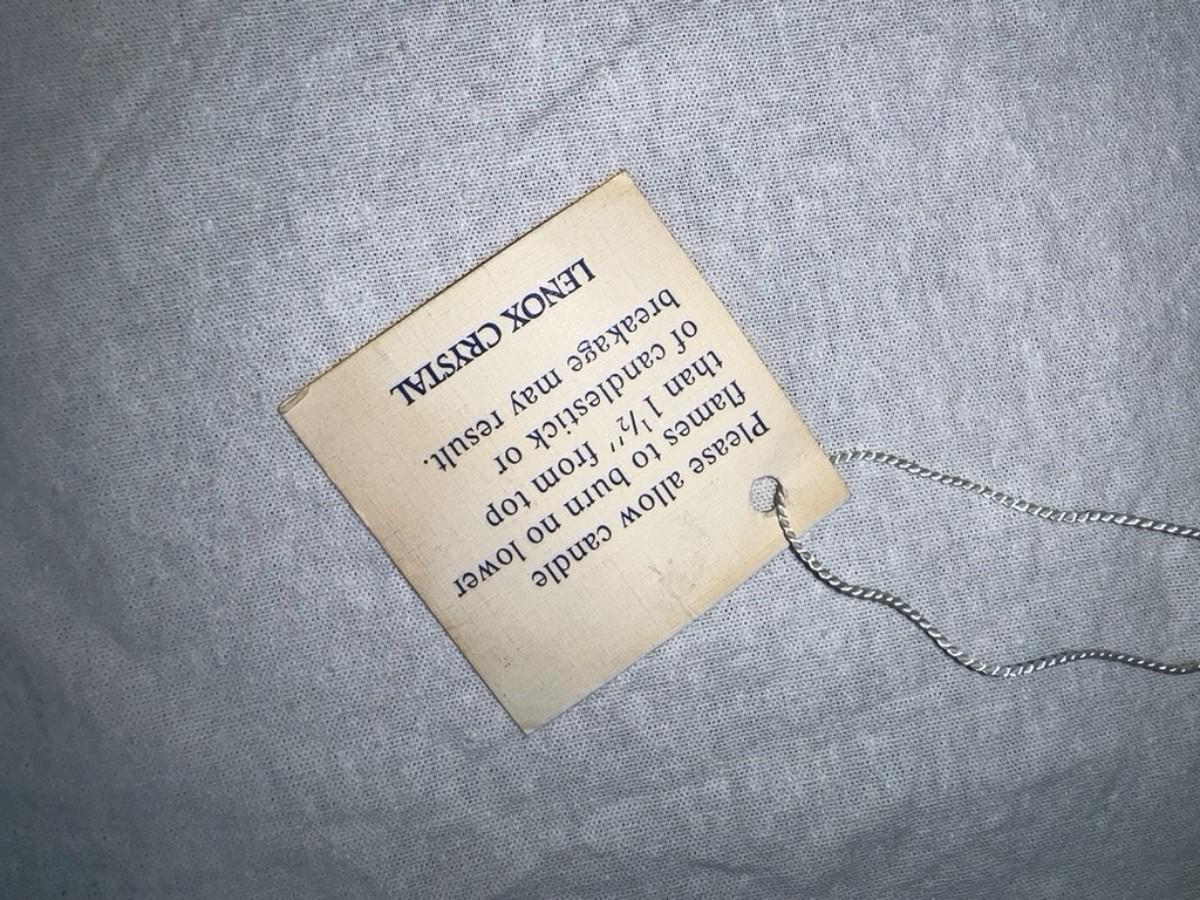 Please allow candle
flames to burn no lower
than 1½" from top
of candlestick or
breakage may result.
LENOX CRYSTAL